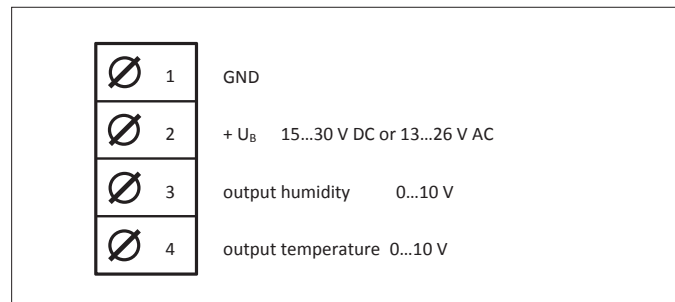 1 GND
2 + UB 15...30 V DC or 13...26 V AC
3 output humidity 0...10 V
4 output temperature 0...10 V